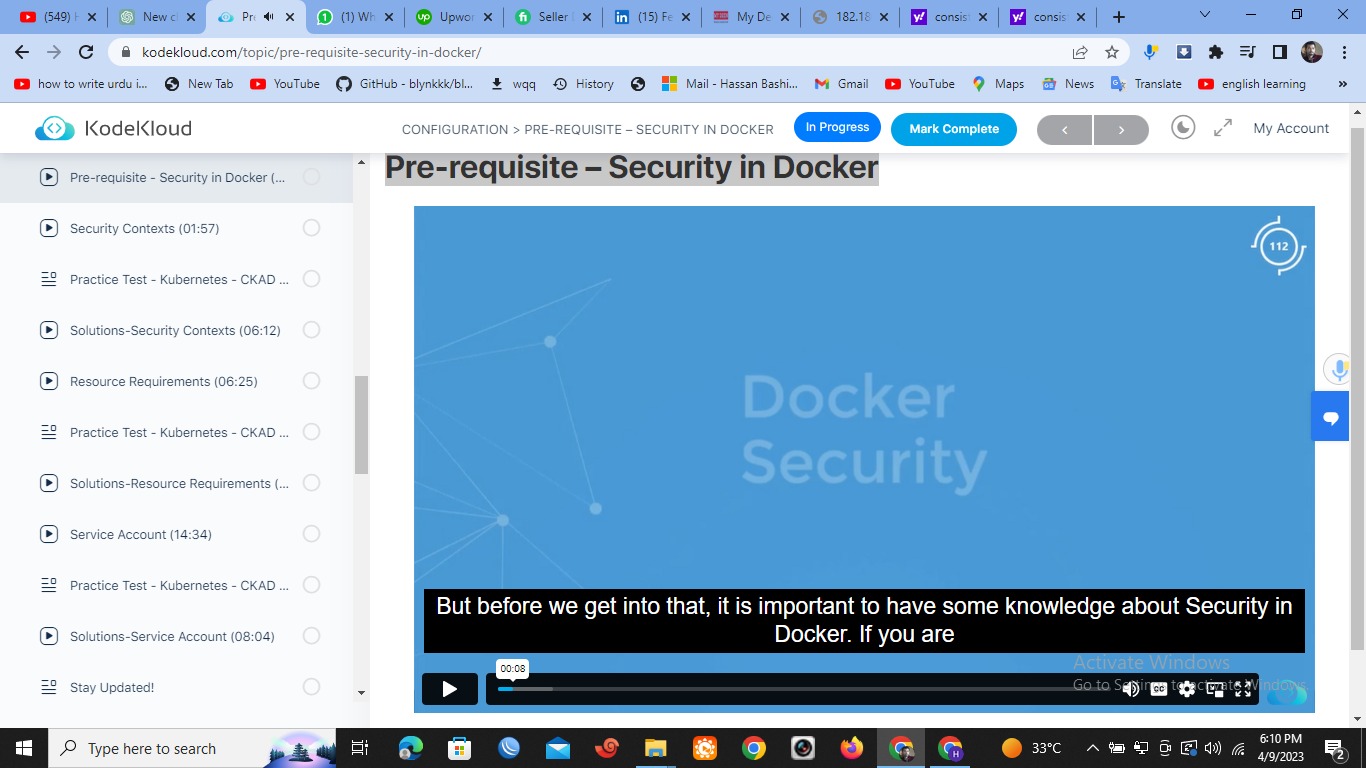 (549) H
New c
Pr
(1) Wh
Upwor
Seller
(15) Fe
My De
182.18
consist
consis
kodekloud.com/topic/pre-requisite-security-in-docker/
how to write urdu i...
New Tab
YouTube
GitHub - blynkkk/bl...
wqq
History
Mail - Hassan Bashi...
Gmail
YouTube
Maps
News
Translate
english learning
»
KodeKloud
CONFIGURATION > PRE-REQUISITE – SECURITY IN DOCKER
In Progress
Mark Complete
< >
My Account
Pre-requisite - Security in Docker (...
Security Contexts (01:57)
Practice Test - Kubernetes - CKAD ...
Solutions-Security Contexts (06:12)
Resource Requirements (06:25)
Practice Test - Kubernetes - CKAD ...
Solutions-Resource Requirements (...
Service Account (14:34)
Practice Test - Kubernetes - CKAD ...
Solutions-Service Account (08:04)
Stay Updated!
Pre-requisite – Security in Docker
112
Docker
Security
But before we get into that, it is important to have some knowledge about Security in
Docker. If you are
00:08
CC
Activate Windows
Go to Settings to activate Windows.
Type here to search
33°C
6:10 PM
4/9/2023
2